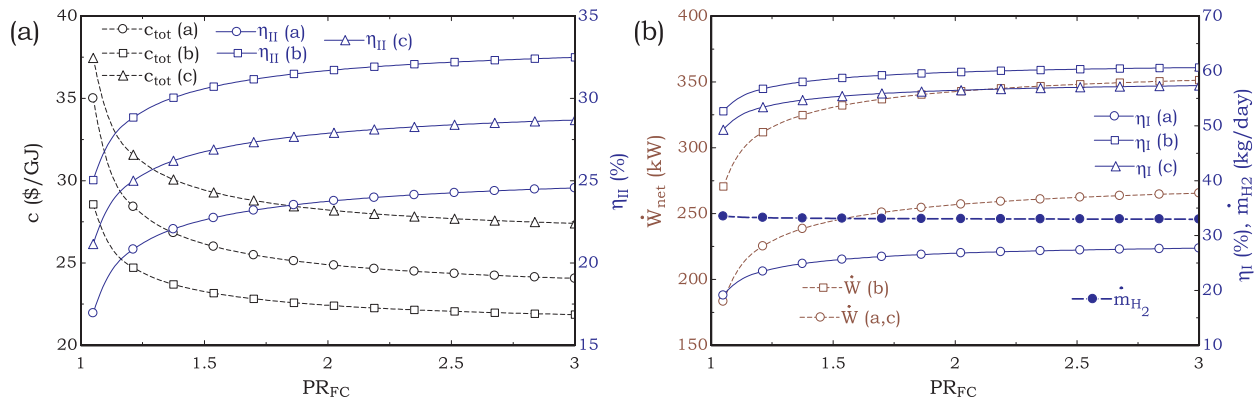 (a)
40
35
30
25
20
c ($/GJ)
c_tot (a)
c_tot (b)
c_tot (c)
η_II (a)
η_II (b)
η_II (c)
35
30
25
20
15
η_II (%)
1
1.5
2
2.5
3
PR_FC
(b)
400
350
300
250
200
150
Ẇ_net (kW)
η_I (a)
η_I (b)
η_I (c)
Ẇ (b)
Ẇ (a,c)
ṁ_H_2
70
60
50
40
30
20
10
η_I (%), ṁ_H2 (kg/day)
1
1.5
2
2.5
3
PR_FC